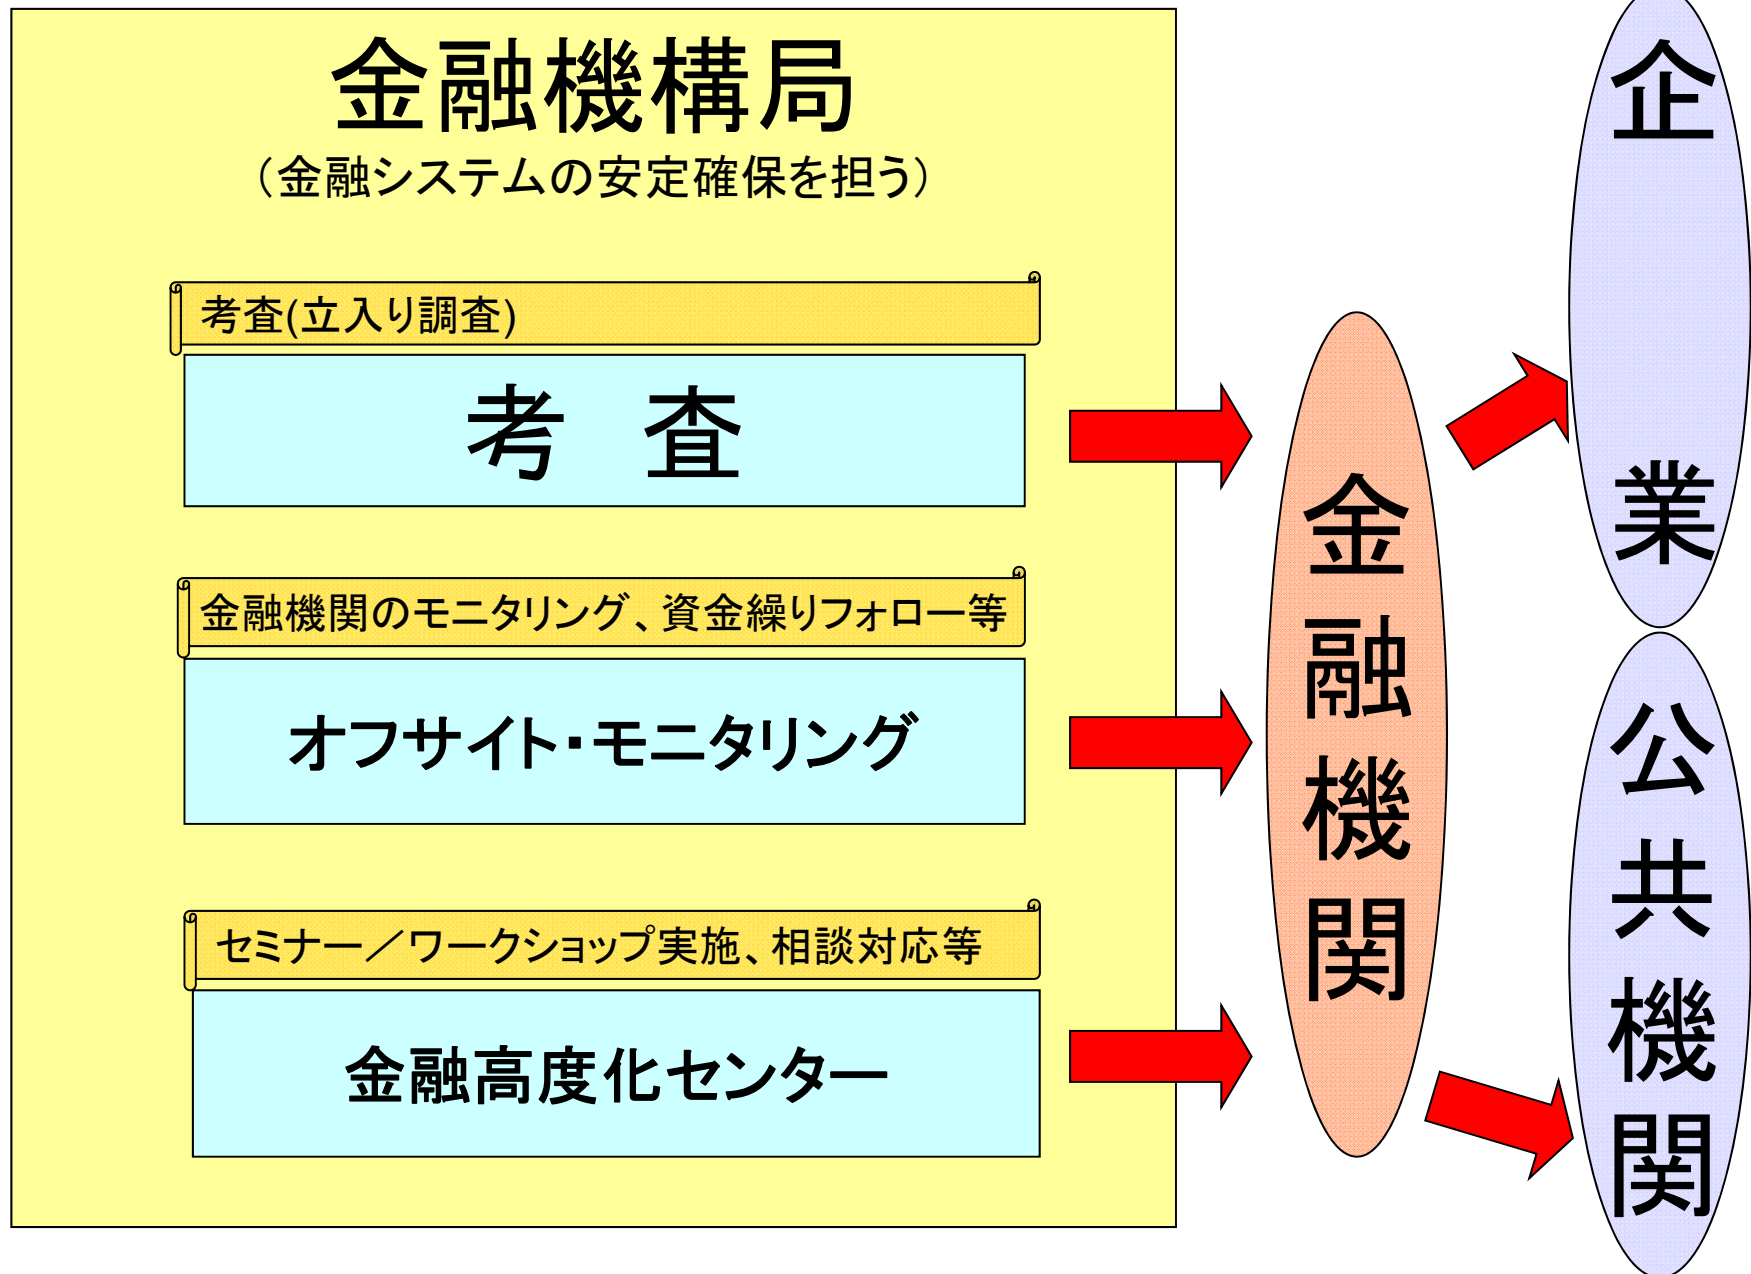 金融機構局
（金融システムの安定確保を担う）
考査(立入り調査)
考　査
金融機関のモニタリング、資金繰りフォロー等
オフサイト・モニタリング
セミナー／ワークショップ実施、相談対応等
金融高度化センター
金融機関
企業
公共機関